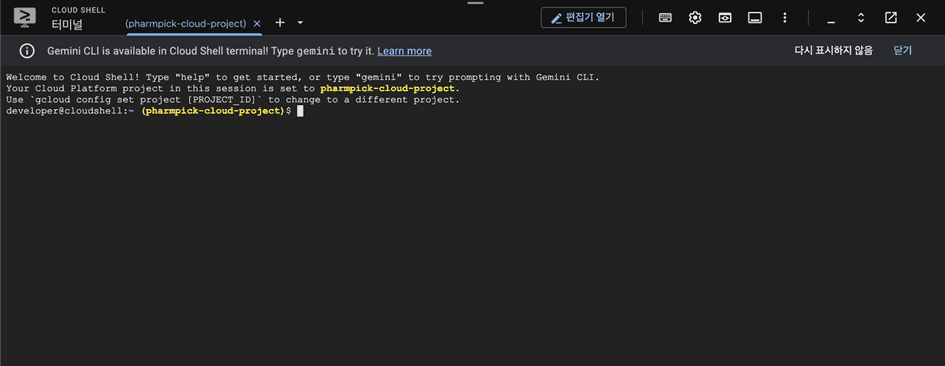 CLOUD SHELL
터미널
(pharmpick-cloud-project)
편집기 열기
Gemini CLI is available in Cloud Shell terminal! Type gemini to try it. Learn more
다시 표시하지 않음
닫기
Welcome to Cloud Shell! Type "help" to get started, or type "gemini" to try prompting with Gemini CLI.
Your Cloud Platform project in this session is set to pharmpick-cloud-project.
Use `gcloud config set project [PROJECT_ID]` to change to a different project.
developer@cloudshell:~ (pharmpick-cloud-project)$